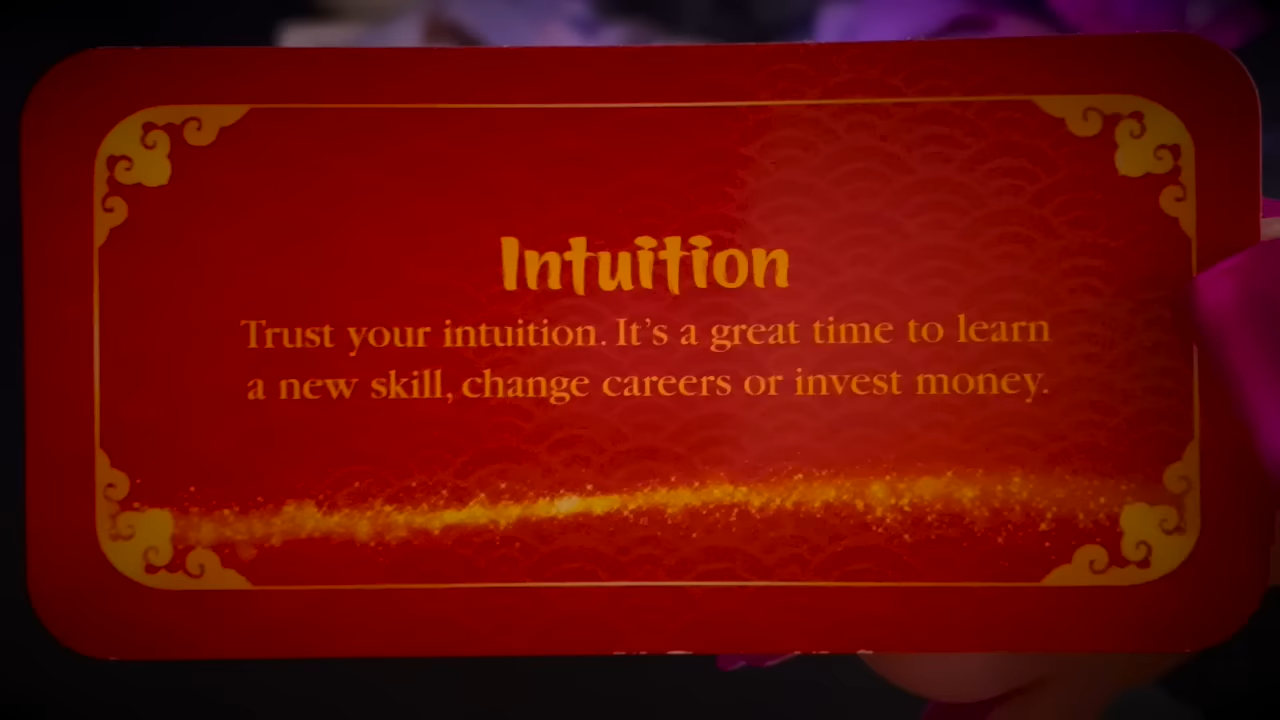 Intuition
Trust your intuition. It's a great time to learn
a new skill, change careers or invest money.